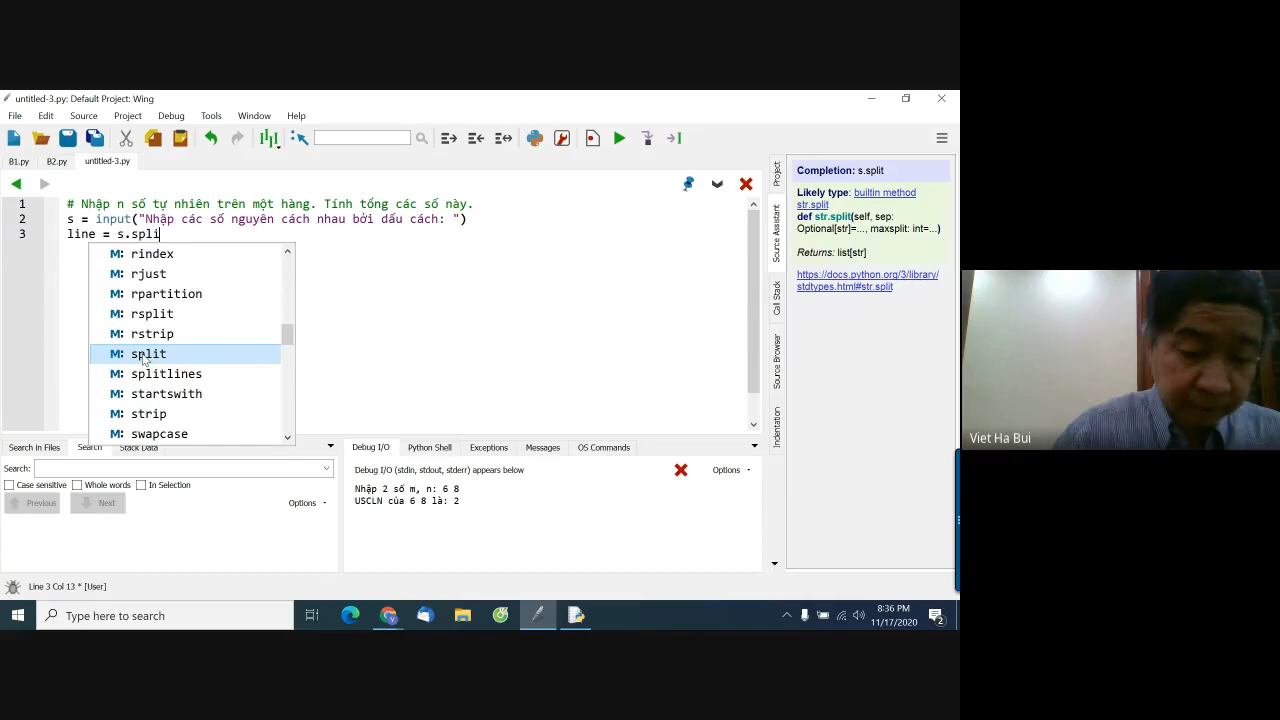 untitled-3.py: Default Project: Wing
File Edit Source Project Debug Tools Window Help
B1.py B2.py untitled-3.py
1 # Nhập n số tự nhiên trên một hàng. Tính tổng các số này.
2 s = input("Nhập các số nguyên cách nhau bởi dấu cách: ")
3 line = s.spli
M: rindex
M: rjust
M: rpartition
M: rsplit
M: rstrip
M: split
M: splitlines
M: startswith
M: strip
M: swapcase
Project
Source Assistant
Call Stack
Source Browser
Indentation
Completion: s.split
Likely type: builtin method
str.split
def str.split(self, sep:
Optional[str]=..., maxsplit: int=...)
Returns: list[str]
https://docs.python.org/3/library/
stdtypes.html#str.split
Viet Ha Bui
Search in Files Search Stack Data
Search:
Case sensitive Whole words In Selection
Previous Next Options
Debug I/O Python Shell Exceptions Messages OS Commands
Debug I/O (stdin, stdout, stderr) appears below Options
Nhập 2 số m, n: 6 8
USCLN của 6 8 là: 2
Line 3 Col 13 * [User]
Type here to search
8:36 PM
11/17/2020
2